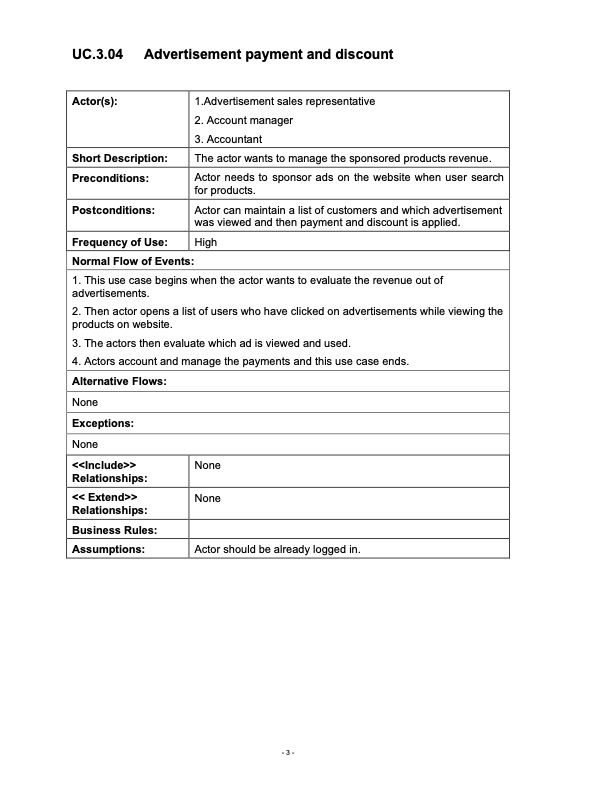 UC.3.04 Advertisement payment and discount
Actor(s): 1.Advertisement sales representative
2. Account manager
3. Accountant
Short Description: The actor wants to manage the sponsored products revenue.
Preconditions: Actor needs to sponsor ads on the website when user search
for products.
Postconditions: Actor can maintain a list of customers and which advertisement
was viewed and then payment and discount is applied.
Frequency of Use: High
Normal Flow of Events:
1. This use case begins when the actor wants to evaluate the revenue out of
advertisements.
2. Then actor opens a list of users who have clicked on advertisements while viewing the
products on website.
3. The actors then evaluate which ad is viewed and used.
4. Actors account and manage the payments and this use case ends.
Alternative Flows:
None
Exceptions:
None
<<Include>> None
Relationships:
<< Extend>> None
Relationships:
Business Rules:
Assumptions: Actor should be already logged in.
- 3 -